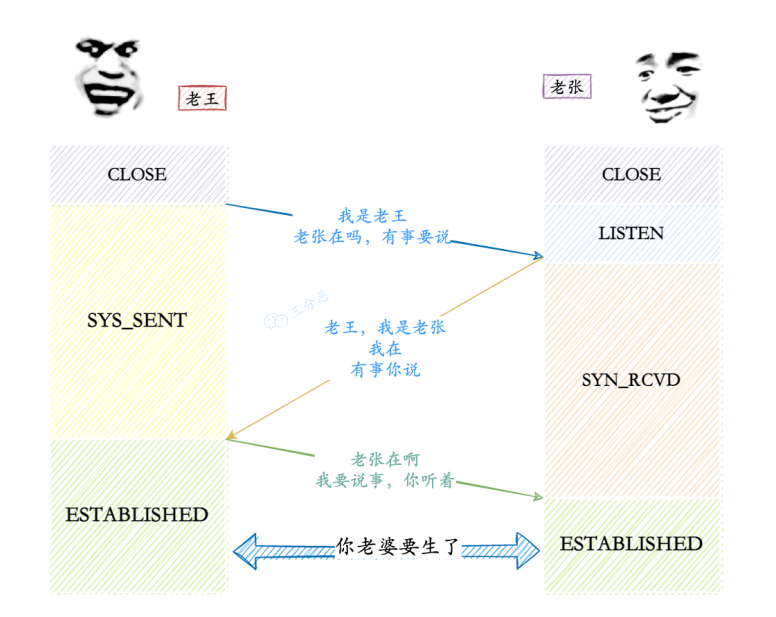 老王
老张
CLOSE
CLOSE
我是老王
老张在吗，有事要说
LISTEN
三分恶
SYS_SENT
老王，我是老张
我在
有事你说
SYN_RCVD
老张在啊
我要说事，你听着
ESTABLISHED
你老婆要生了
ESTABLISHED